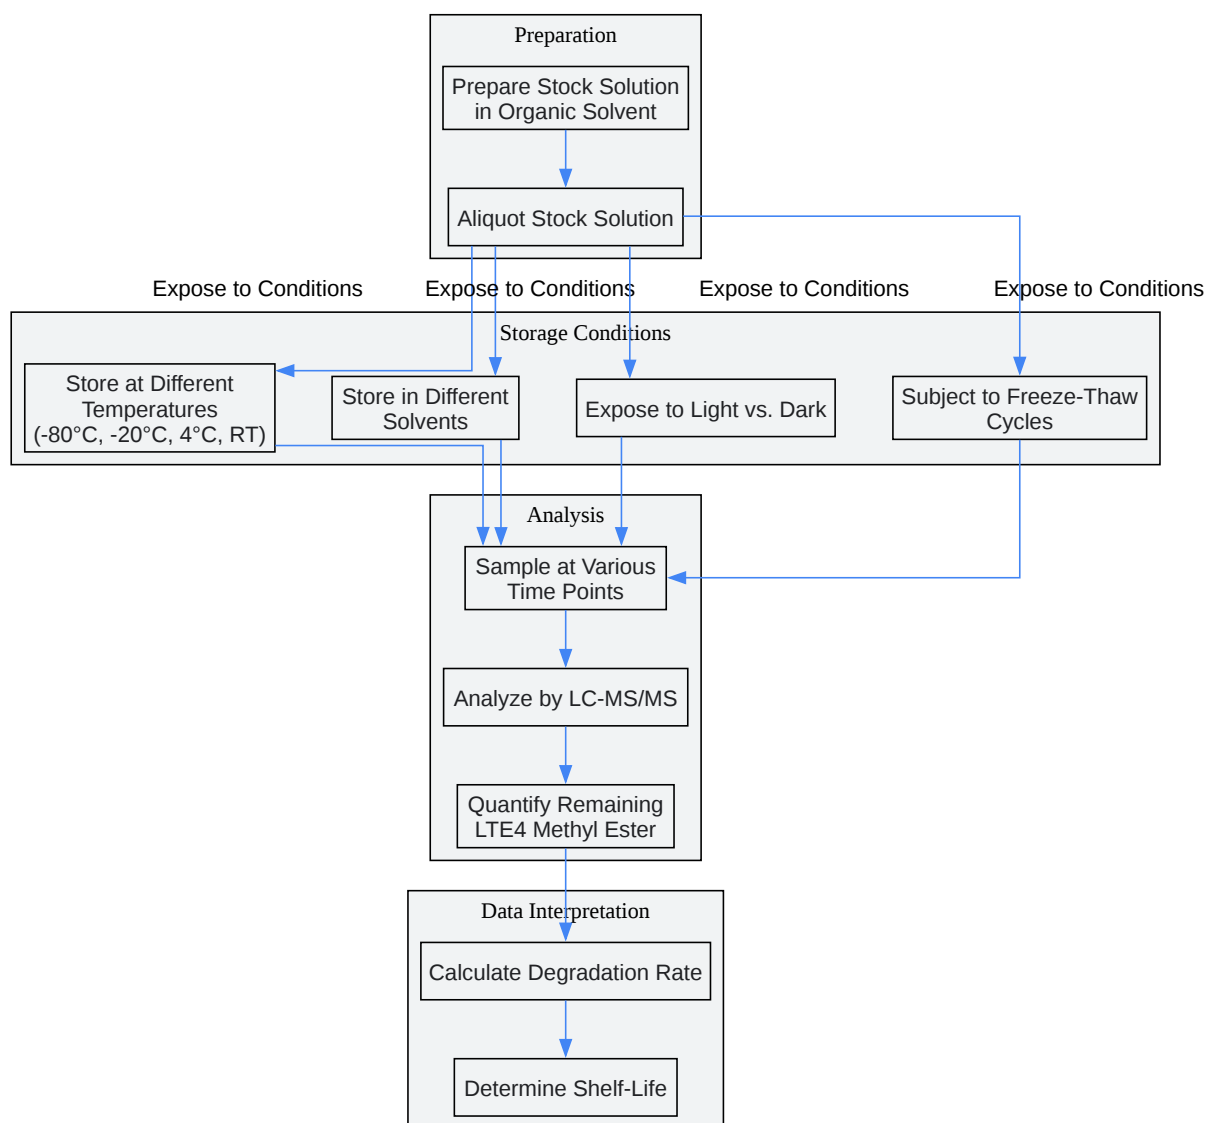 Preparation
Prepare Stock Solution
in Organic Solvent
Aliquot Stock Solution
Expose to Conditions
Expose to Conditions
Expose to Conditions
Expose to Conditions
Storage Conditions
Store at Different
Temperatures
(-80°C, -20°C, 4°C, RT)
Store in Different
Solvents
Expose to Light vs. Dark
Subject to Freeze-Thaw
Cycles
Analysis
Sample at Various
Time Points
Analyze by LC-MS/MS
Quantify Remaining
LTE4 Methyl Ester
Data Interpretation
Calculate Degradation Rate
Determine Shelf-Life